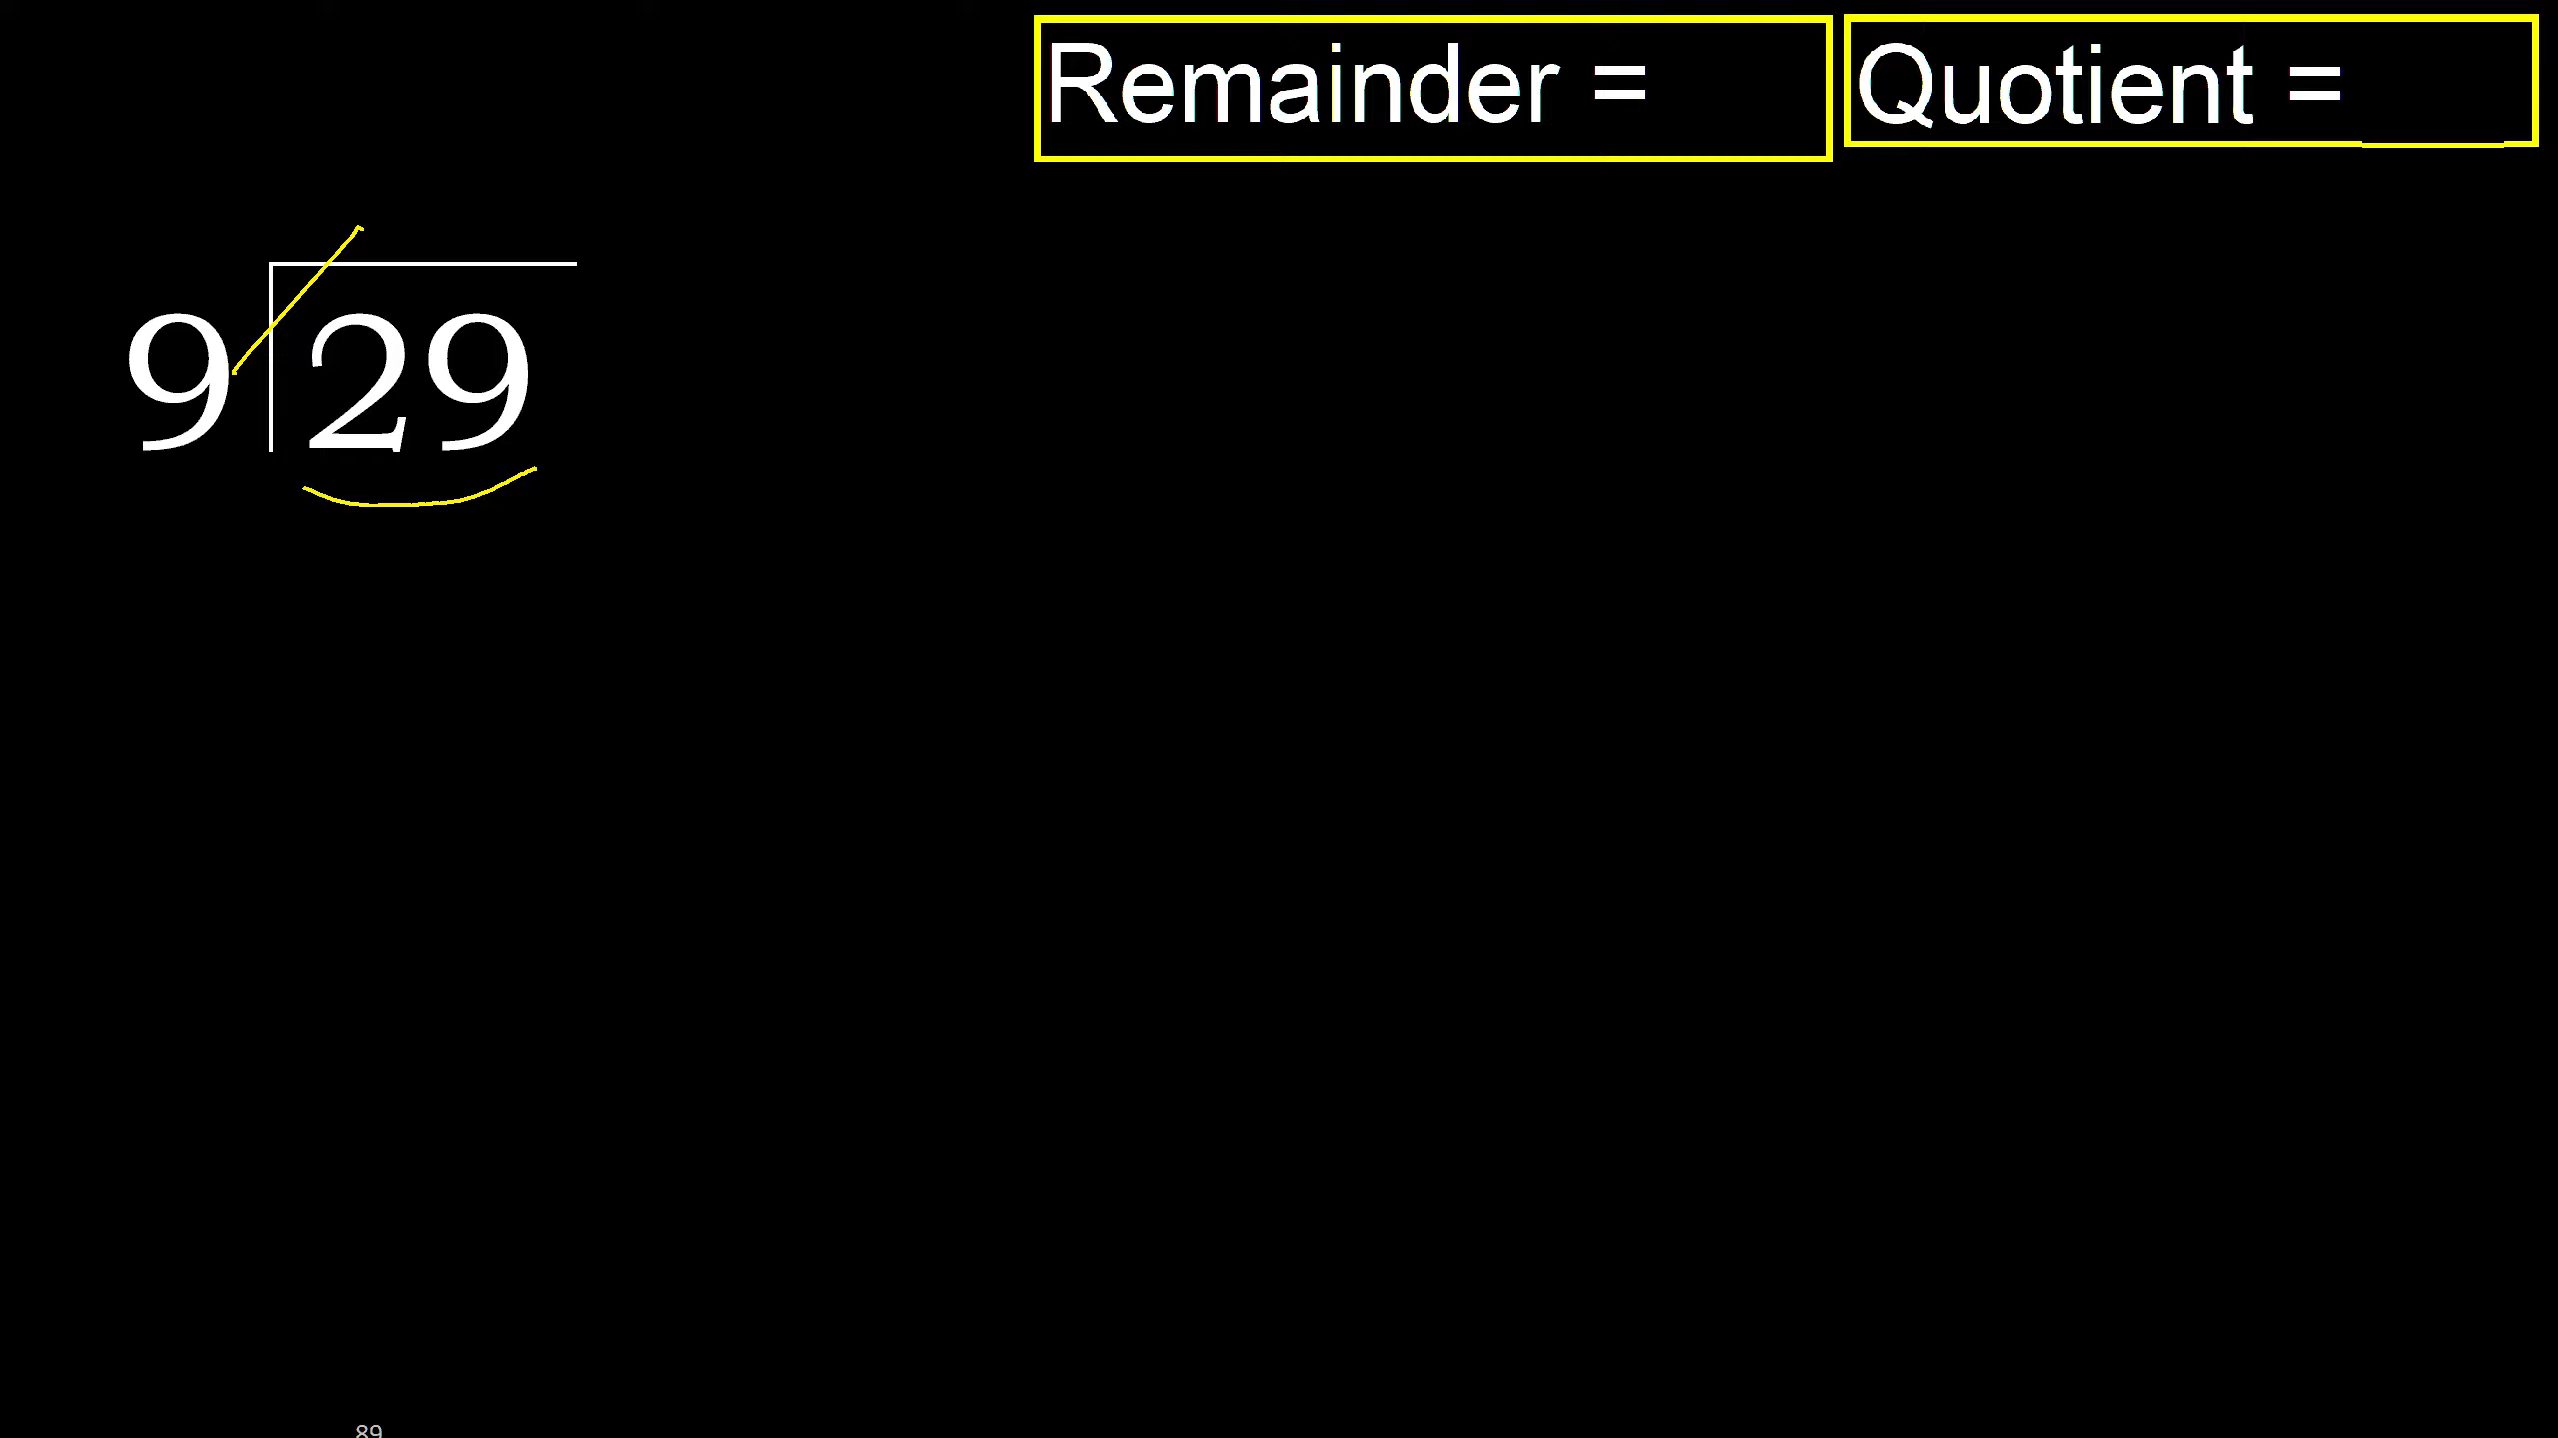 Remainder = Quotient =
9 29
89